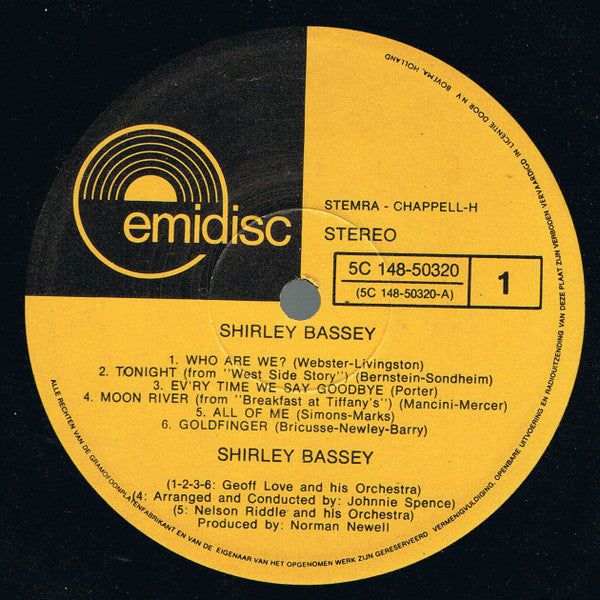 emidisc
STEMRA - CHAPPELL-H
STEREO
5C 148-50320
(5C 148-50320-A)
1
SHIRLEY BASSEY
1. WHO ARE WE? (Webster-Livingston)
2. TONIGHT (from "West Side Story") (Bernstein-Sondheim)
3. EV'RY TIME WE SAY GOODBYE (Porter)
4. MOON RIVER (from "Breakfast at Tiffany's") (Mancini-Mercer)
5. ALL OF ME (Simons-Marks)
6. GOLDFINGER (Bricusse-Newley-Barry)
SHIRLEY BASSEY
(1-2-3-6: Geoff Love and his Orchestra)
(4: Arranged and Conducted by: Johnnie Spence)
(5: Nelson Riddle and his Orchestra)
Produced by: Norman Newell
ALLE RECHTEN VAN DE GRAMOFOONPLATENFABRIKANT EN VAN DE EIGENAAR VAN HET OPGENOMEN WERK ZIJN GERESERVEERD. VERMENIGVULDIGING, OPENBARE UITVOERING EN RADIOUITZENDING VAN DEZE PLAAT ZIJN VERBODEN VERVAARDIGD IN LICENTIE DOOR N.V. BOVEMA, HOLLAND